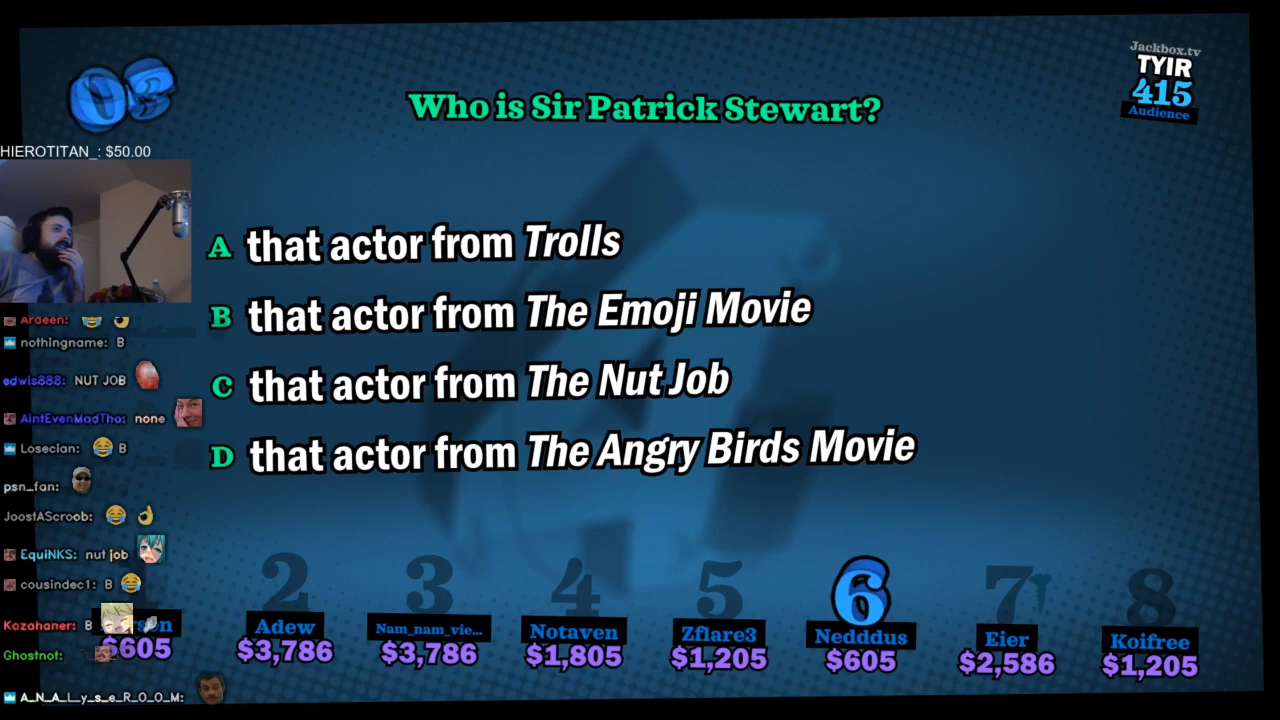 03
Who is Sir Patrick Stewart?
Jackbox.tv
TYIR
415
Audience
HIEROTITAN_: $50.00
A that actor from Trolls
B that actor from The Emoji Movie
C that actor from The Nut Job
D that actor from The Angry Birds Movie
Ardeen:
nothingname: B
edwis888: NUT JOB
AintEvenMadTho: none
Losecian: B
psn_fan:
JoostAScroob:
EquiNKS: nut job
cousindec1: B
Kazahaner: B
Ghostnot:
A_N_A_L_y_s_e_R_O_O_M:
2 3 4 5 6 7 8
Adew Nam_nam_vie... Notaven Zflare3 Nedddus Eier Koifree
$605 $3,786 $3,786 $1,805 $1,205 $605 $2,586 $1,205